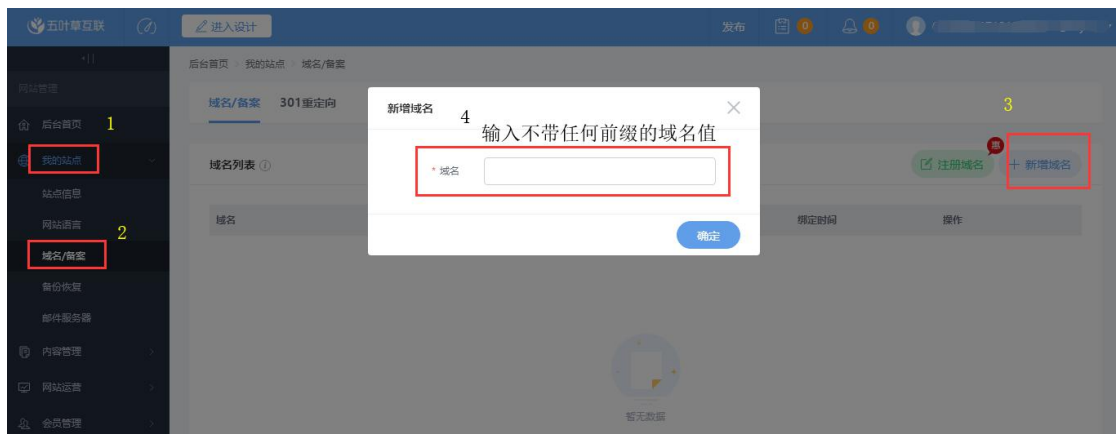 五叶草互联
进入设计
发布
0
0
后台首页
我的站点
域名/备案
网站管理
后台首页
1
我的站点
站点信息
网站语言
2
域名/备案
备份恢复
邮件服务器
内容管理
网站运营
会员管理
域名/备案
301重定向
域名列表
3
惠
注册域名
+ 新增域名
域名
绑定时间
操作
新增域名
4
输入不带任何前缀的域名值
* 域名
确定
暂无数据